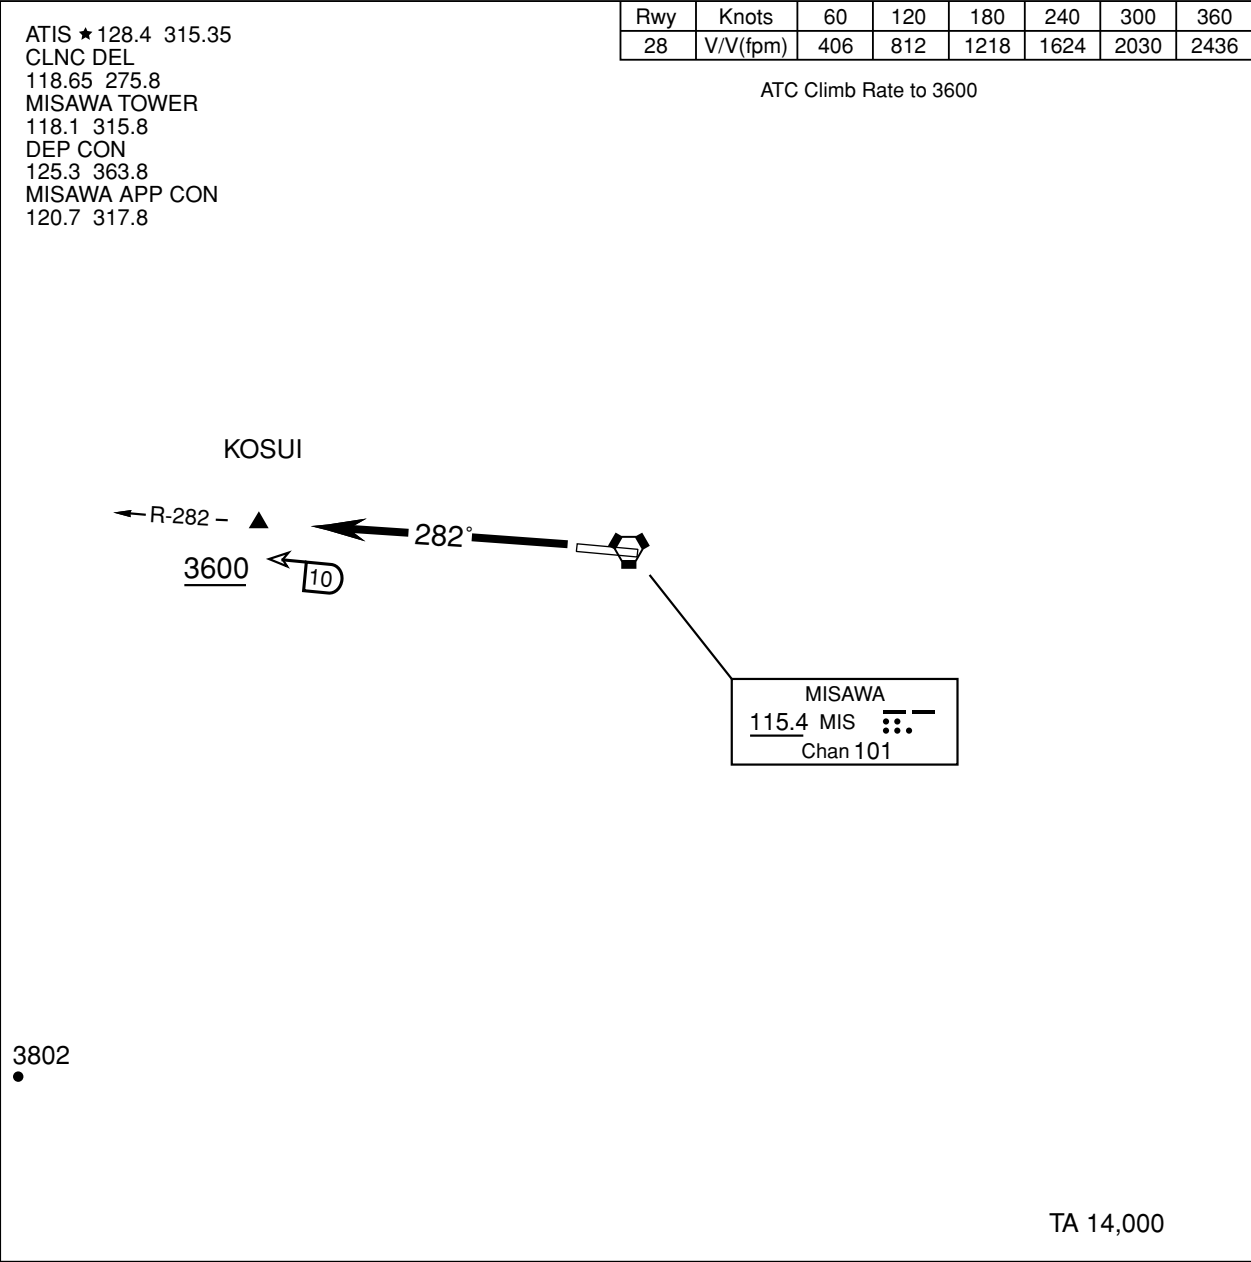 ATIS ★ 128.4 315.35
CLNC DEL
118.65 275.8
MISAWA TOWER
118.1 315.8
DEP CON
125.3 363.8
MISAWA APP CON
120.7 317.8
Rwy Knots 60 120 180 240 300 360
28 V/V(fpm) 406 812 1218 1624 2030 2436
ATC Climb Rate to 3600
KOSUI
R-282
282°
3600
10
MISAWA
115.4 MIS
Chan 101
3802
TA 14,000